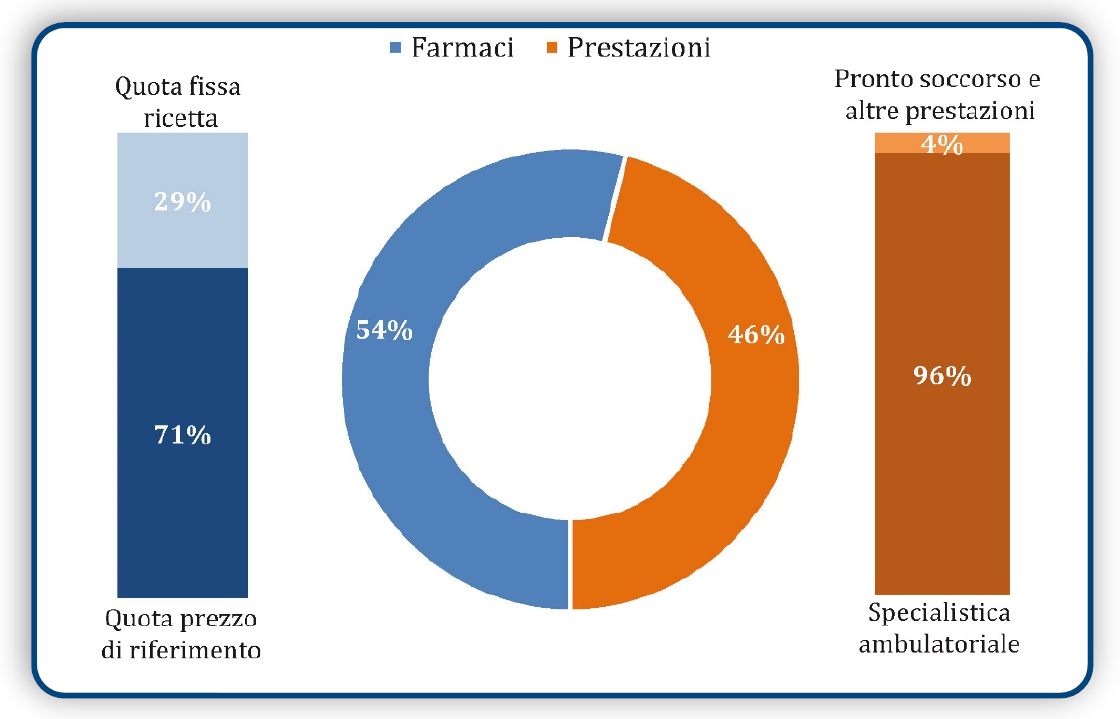 Farmaci Prestazioni
Quota fissa
ricetta
29%
71%
Quota prezzo
di riferimento
54%
46%
Pronto soccorso e
altre prestazioni
4%
96%
Specialistica
ambulatoriale